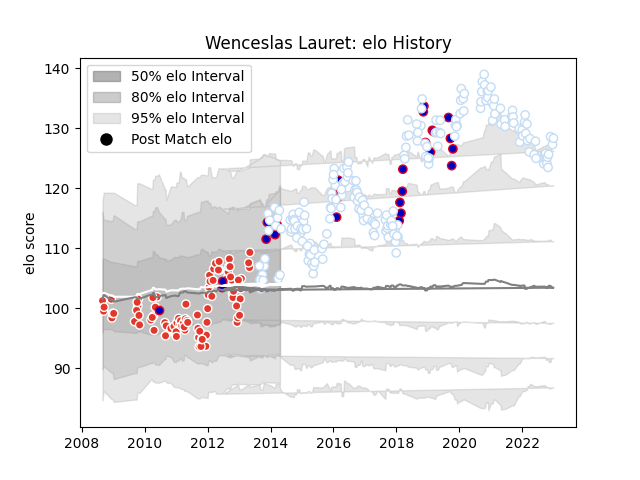 Wenceslas Lauret: elo History
50% elo Interval
80% elo Interval
95% elo Interval
Post Match elo
elo score
140
130
120
110
100
90
2008
2010
2012
2014
2016
2018
2020
2022